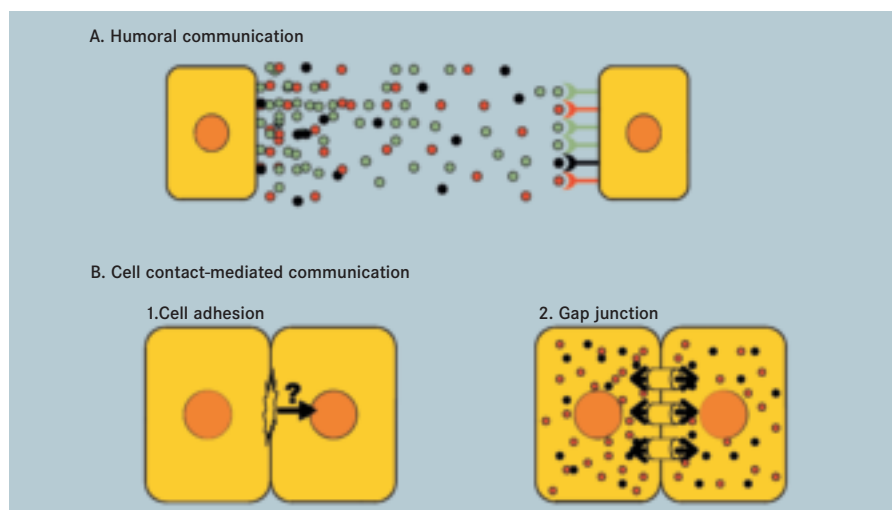 A. Humoral communication
B. Cell contact-mediated communication
1.Cell adhesion
2. Gap junction
?